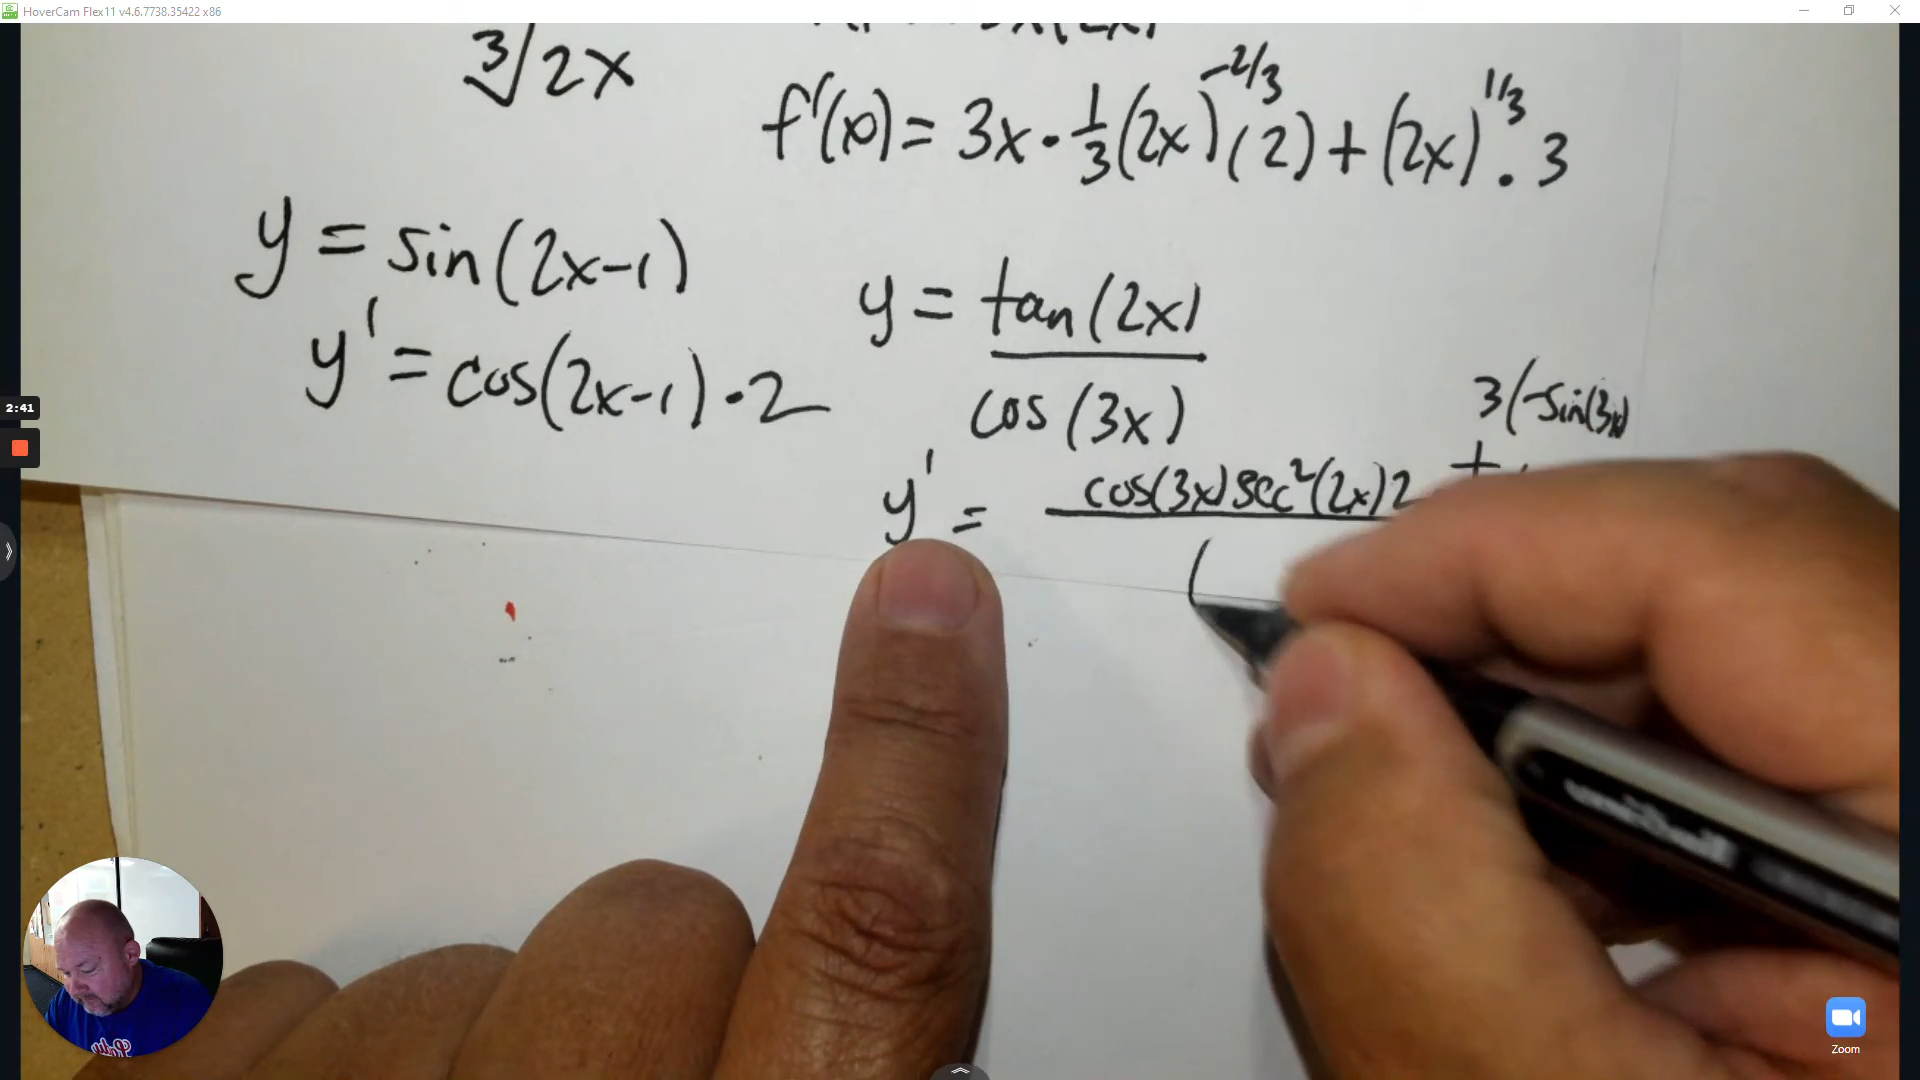 HoverCam Flex11 v4.6.7738.35422 x86
∛2x
f'(x) = 3x · 1/3 (2x)^-2/3 (2) + (2x)^1/3 · 3
y = sin(2x-1)
y' = cos(2x-1) · 2
y = tan(2x)
cos(3x)
2:41
3(-sin(3x)
y' = cos(3x)sec²(2x)2 +
(
Zoom